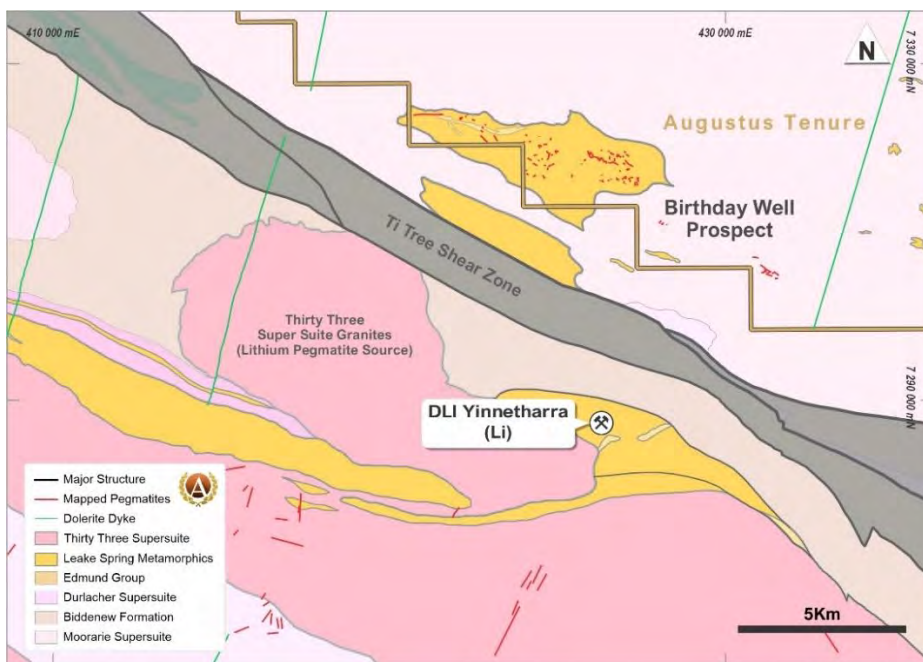 410 000 mE
430 000 mE
7 330 000 mN
N
Augustus Tenure
Birthday Well
Prospect
Ti Tree Shear Zone
Thirty Three
Super Suite Granites
(Lithium Pegmatite Source)
7 290 000 mN
DLI Yinnetharra
(Li)
Major Structure
A
Mapped Pegmatites
Dolerite Dyke
Thirty Three Supersuite
Leake Spring Metamorphics
Edmund Group
Durlacher Supersuite
Biddenew Formation
Moorarie Supersuite
5Km